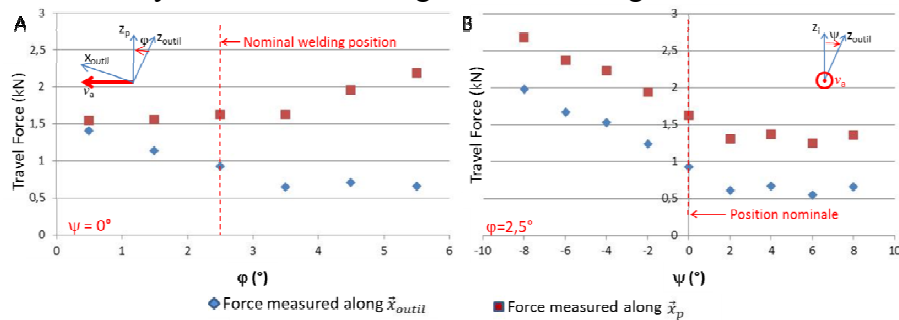 A
Travel Force (kN)
3
2,5
2
1,5
1
0,5
0
0 1 2 3 4 5 6
φ (°)
z_p φ z_outil
x_outil
v_a
Nominal welding position
ψ = 0°
B
Travel Force (kN)
3
2,5
2
1,5
1
0,5
0
-10 -8 -6 -4 -2 0 2 4 6 8 10
ψ (°)
ψ z_outil
v_a
Position nominale
φ=2,5°
Force measured along x⃗_outil
Force measured along x⃗_p